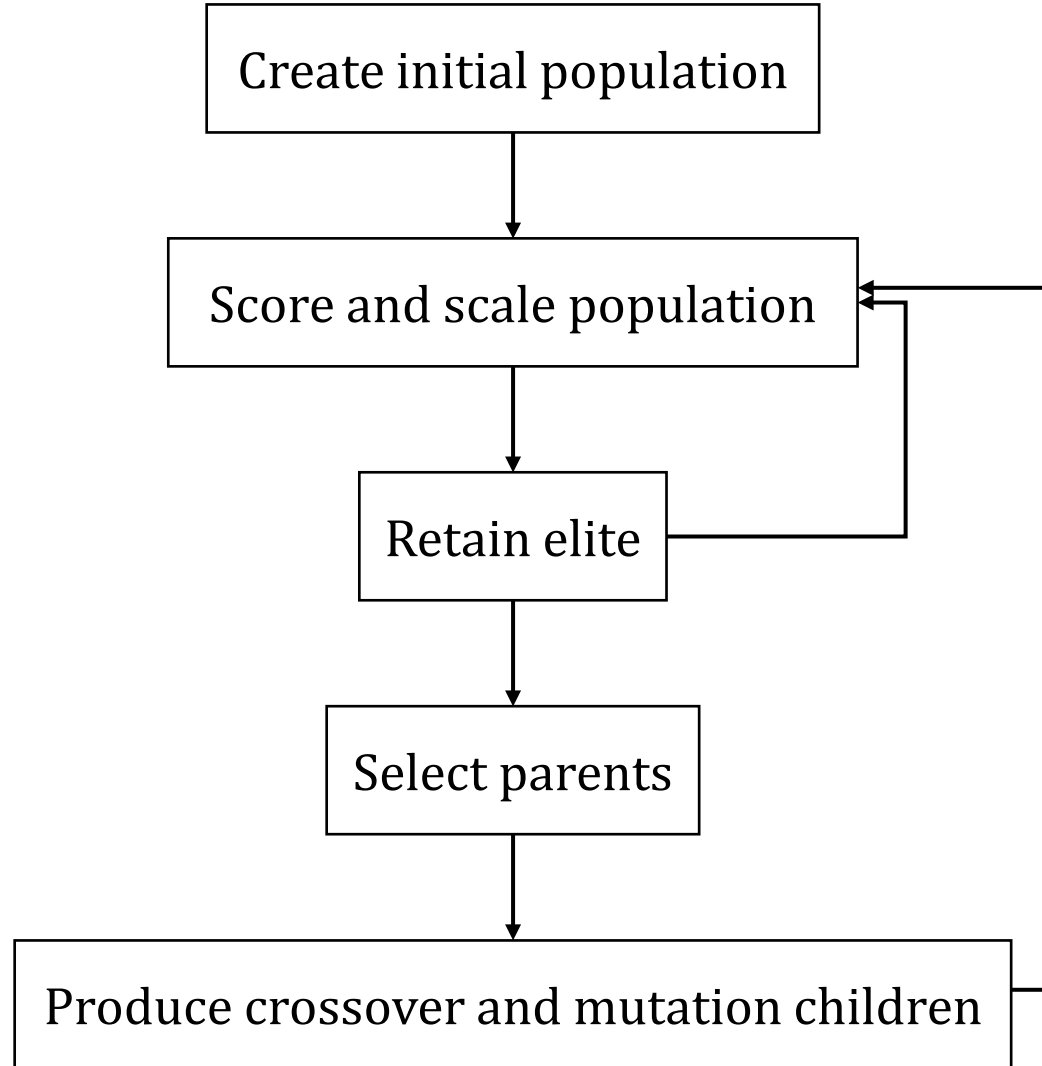 Create initial population
Score and scale population
Retain elite
Select parents
Produce crossover and mutation children